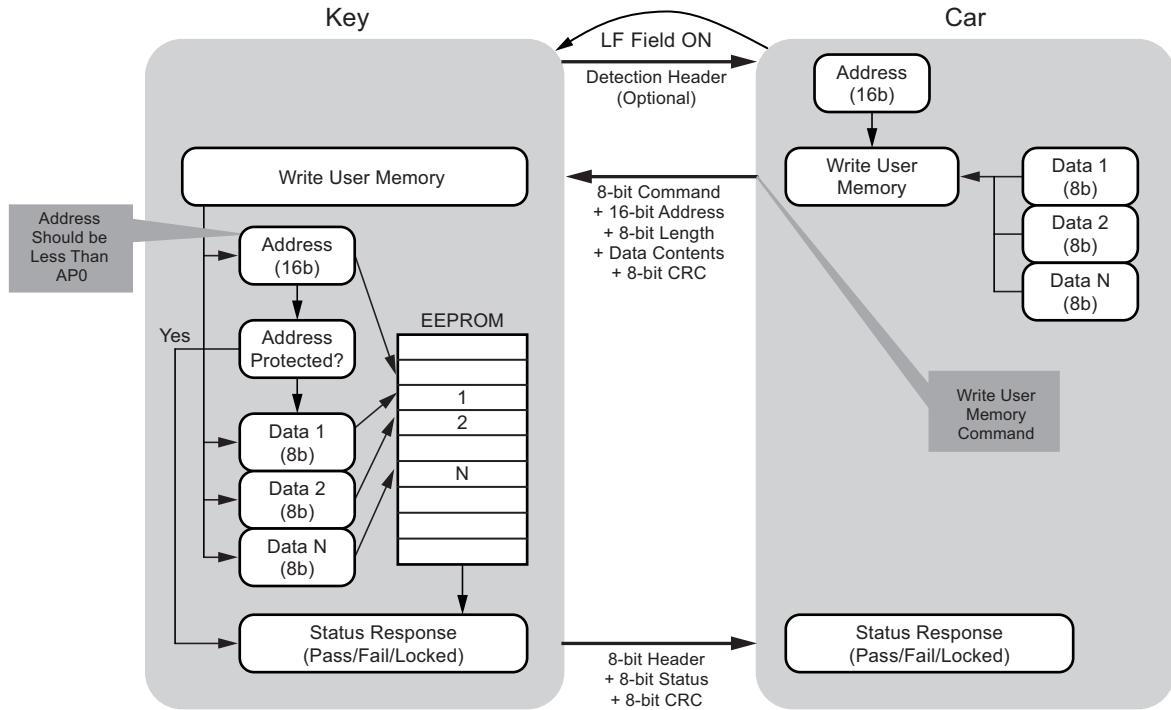 Key
Car
LF Field ON
Detection Header
(Optional)
Address
(16b)
Write User Memory
Write User
Memory
Data 1
(8b)
Data 2
(8b)
Data N
(8b)
8-bit Command
+ 16-bit Address
+ 8-bit Length
+ Data Contents
+ 8-bit CRC
Address
Should be
Less Than
AP0
Address
(16b)
Yes
Address
Protected?
EEPROM
1
2
N
Data 1
(8b)
Data 2
(8b)
Data N
(8b)
Write User
Memory
Command
Status Response
(Pass/Fail/Locked)
8-bit Header
+ 8-bit Status
+ 8-bit CRC
Status Response
(Pass/Fail/Locked)